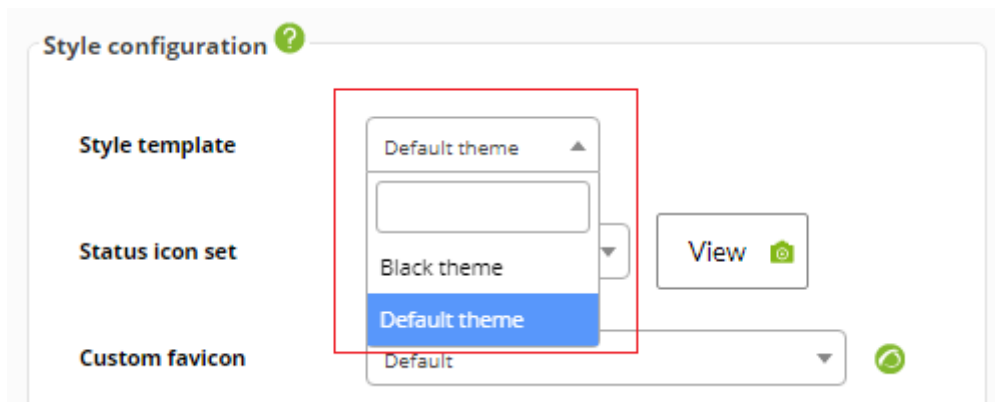 Style configuration ?
Style template
Default theme
Black theme
Default theme
Status icon set
View
Custom favicon
Default